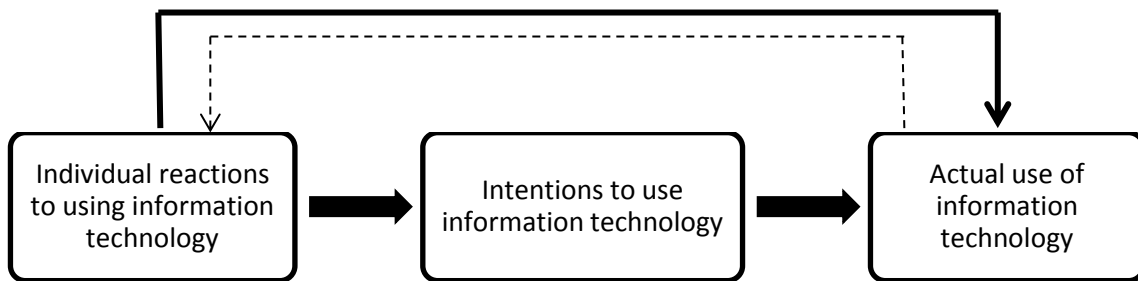 Individual reactions
to using information
technology
Intentions to use
information technology
Actual use of
information
technology